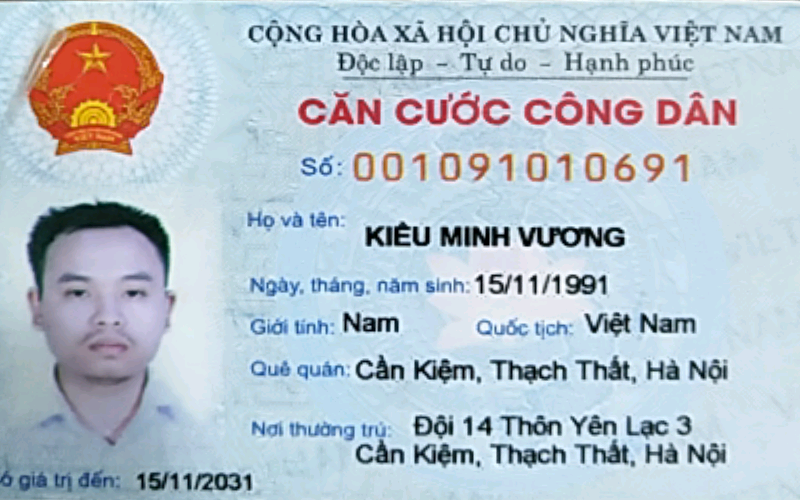 CỘNG HÒA XÃ HỘI CHỦ NGHĨA VIỆT NAM
Độc lập - Tự do - Hạnh phúc
CĂN CƯỚC CÔNG DÂN
Số: 001091010691
Họ và tên: KIỀU MINH VƯƠNG
Ngày, tháng, năm sinh: 15/11/1991
Giới tính: Nam Quốc tịch: Việt Nam
Quê quán: Cần Kiệm, Thạch Thất, Hà Nội
Nơi thường trú: Đội 14 Thôn Yên Lạc 3
Cần Kiệm, Thạch Thất, Hà Nội
ó giá trị đến: 15/11/2031